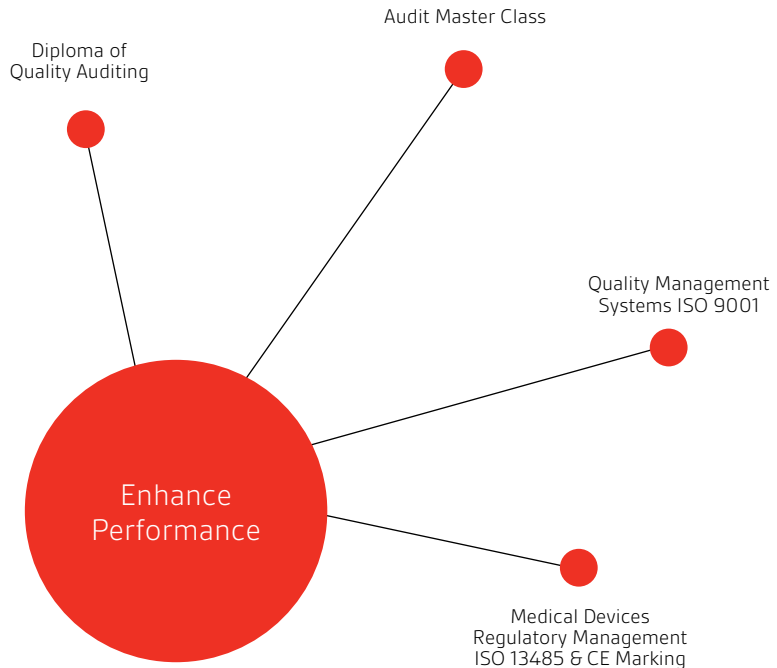 Audit Master Class
Diploma of
Quality Auditing
Quality Management
Systems ISO 9001
Enhance
Performance
Medical Devices
Regulatory Management
ISO 13485 & CE Marking